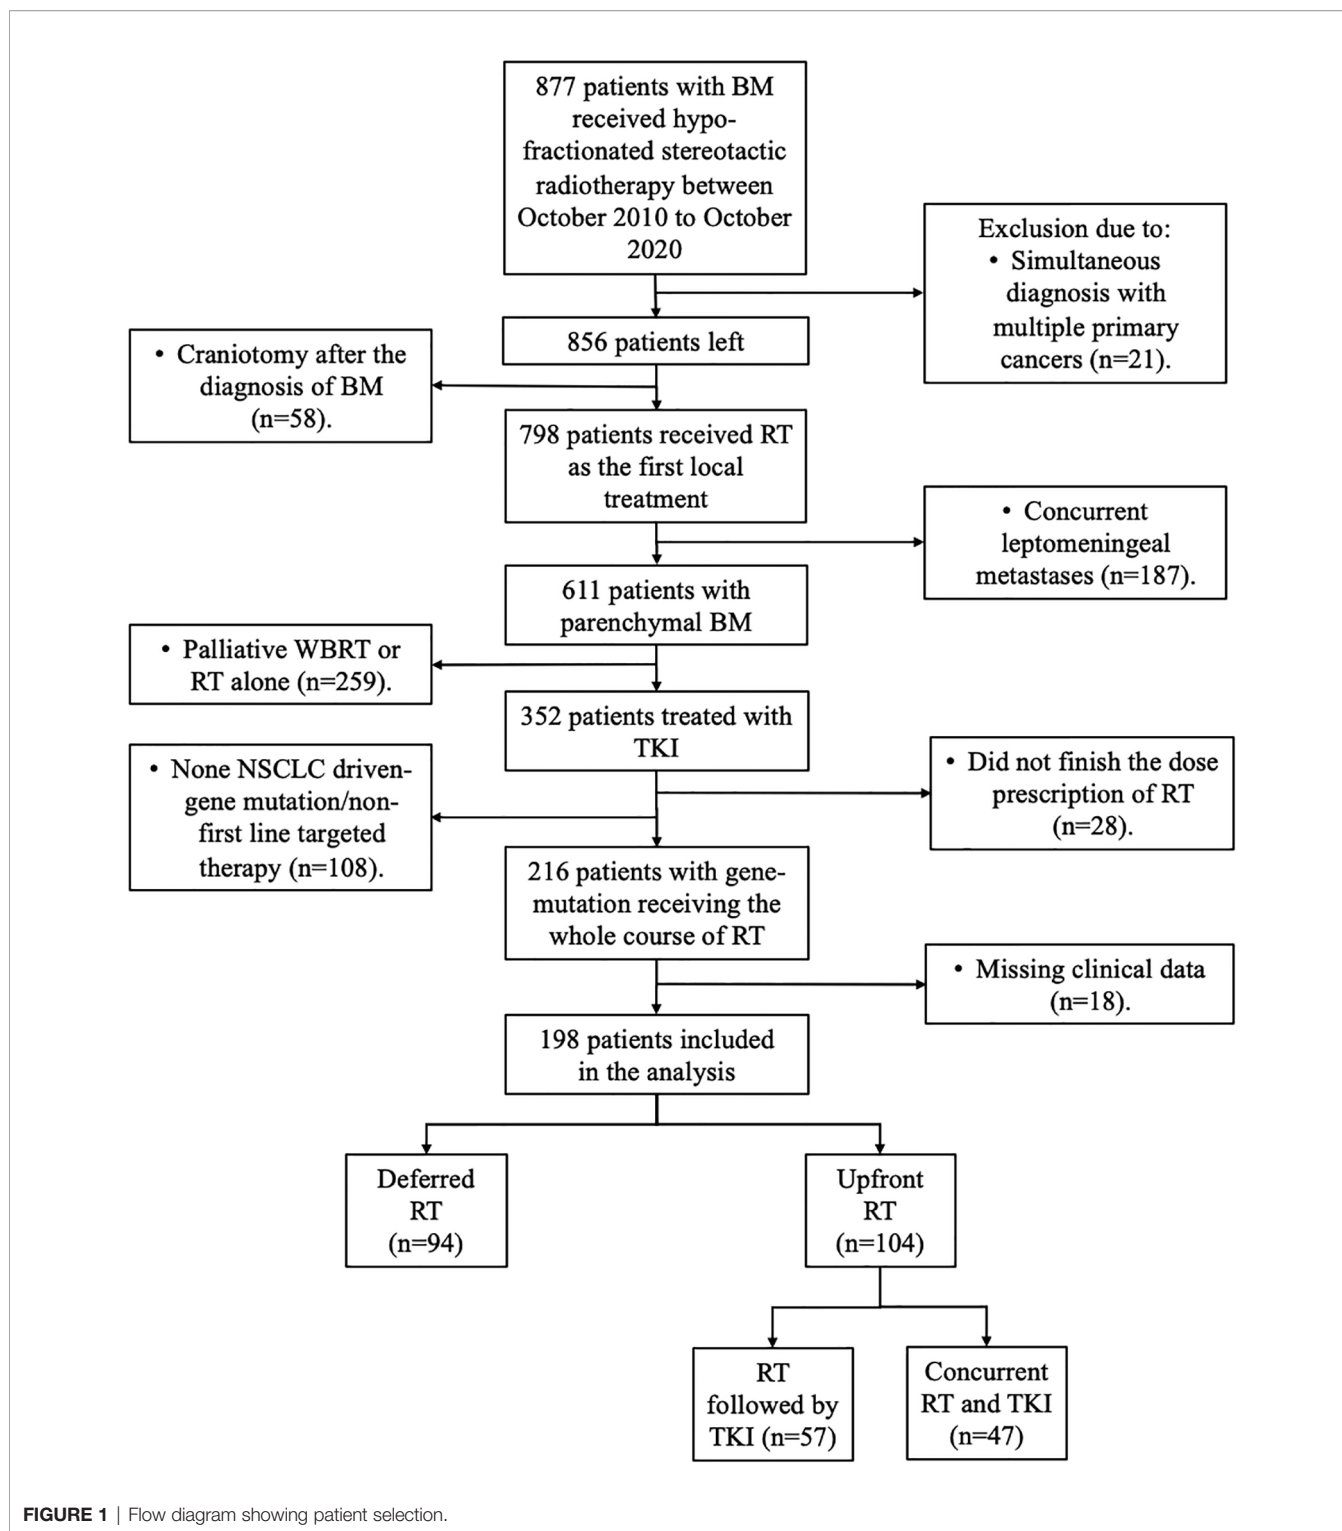 877 patients with BM
received hypo-
fractionated stereotactic
radiotherapy between
October 2010 to October
2020
Exclusion due to:
• Simultaneous
diagnosis with
multiple primary
cancers (n=21).
856 patients left
• Craniotomy after the
diagnosis of BM
(n=58).
798 patients received RT
as the first local
treatment
• Concurrent
leptomeningeal
metastases (n=187).
611 patients with
parenchymal BM
• Palliative WBRT or
RT alone (n=259).
352 patients treated with
TKI
• None NSCLC driven-
gene mutation/non-
first line targeted
therapy (n=108).
• Did not finish the dose
prescription of RT
(n=28).
216 patients with gene-
mutation receiving the
whole course of RT
• Missing clinical data
(n=18).
198 patients included
in the analysis
Deferred
RT
(n=94)
Upfront
RT
(n=104)
RT
followed by
TKI (n=57)
Concurrent
RT and TKI
(n=47)
FIGURE 1 | Flow diagram showing patient selection.